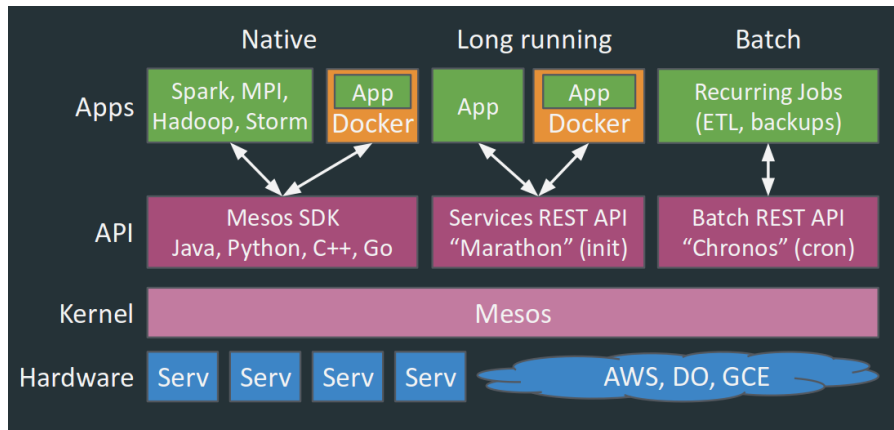 Native Long running Batch
Apps
Spark, MPI,
Hadoop, Storm
App
Docker
App
App
Docker
Recurring Jobs
(ETL, backups)
API
Mesos SDK
Java, Python, C++, Go
Services REST API
“Marathon” (init)
Batch REST API
“Chronos” (cron)
Kernel
Mesos
Hardware
Serv Serv Serv Serv
AWS, DO, GCE